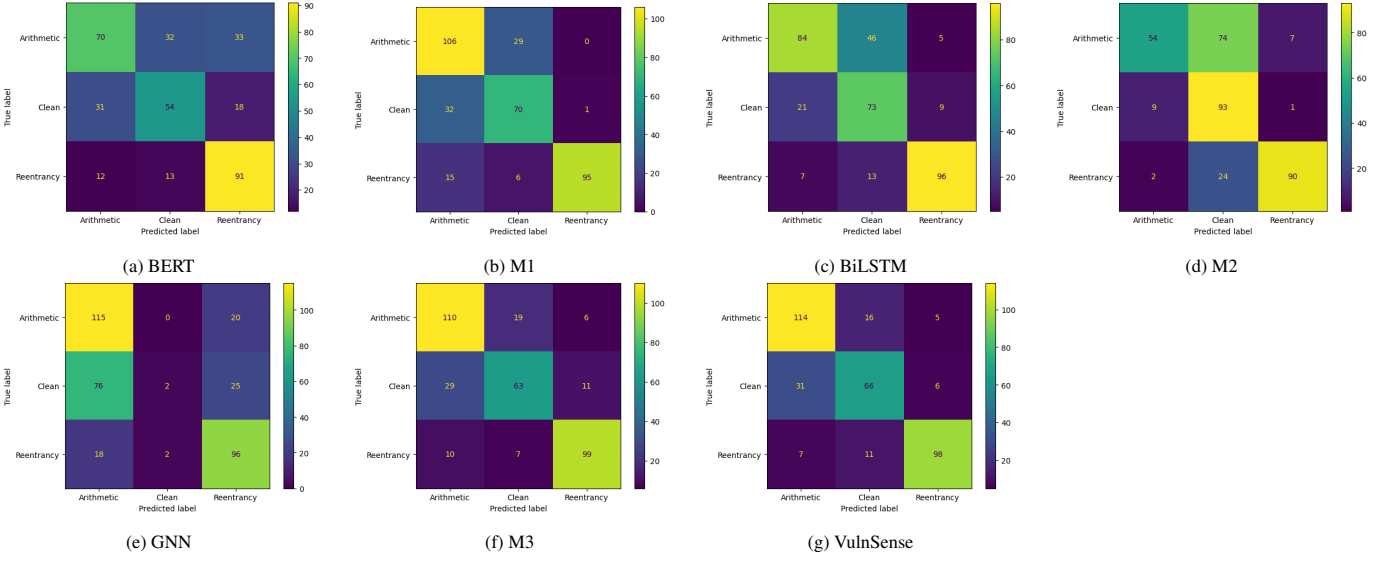 Arithmetic 70 32 33
Clean 31 54 18
Reentrancy 12 13 91
Arithmetic Clean Reentrancy
Predicted label
True label
90
80
70
60
50
40
30
20
(a) BERT
Arithmetic 106 29 0
Clean 32 70 1
Reentrancy 15 6 95
Arithmetic Clean Reentrancy
Predicted label
True label
100
80
60
40
20
0
(b) M1
Arithmetic 84 46 5
Clean 21 73 9
Reentrancy 7 13 96
Arithmetic Clean Reentrancy
Predicted label
True label
80
60
40
20
(c) BiLSTM
Arithmetic 54 74 7
Clean 9 93 1
Reentrancy 2 24 90
Arithmetic Clean Reentrancy
Predicted label
True label
80
60
40
20
(d) M2
Arithmetic 115 0 20
Clean 76 2 25
Reentrancy 18 2 96
Arithmetic Clean Reentrancy
Predicted label
True label
100
80
60
40
20
0
(e) GNN
Arithmetic 110 19 6
Clean 29 63 11
Reentrancy 10 7 99
Arithmetic Clean Reentrancy
Predicted label
True label
100
80
60
40
20
(f) M3
Arithmetic 114 16 5
Clean 31 66 6
Reentrancy 7 11 98
Arithmetic Clean Reentrancy
Predicted label
True label
100
80
60
40
20
(g) VulnSense